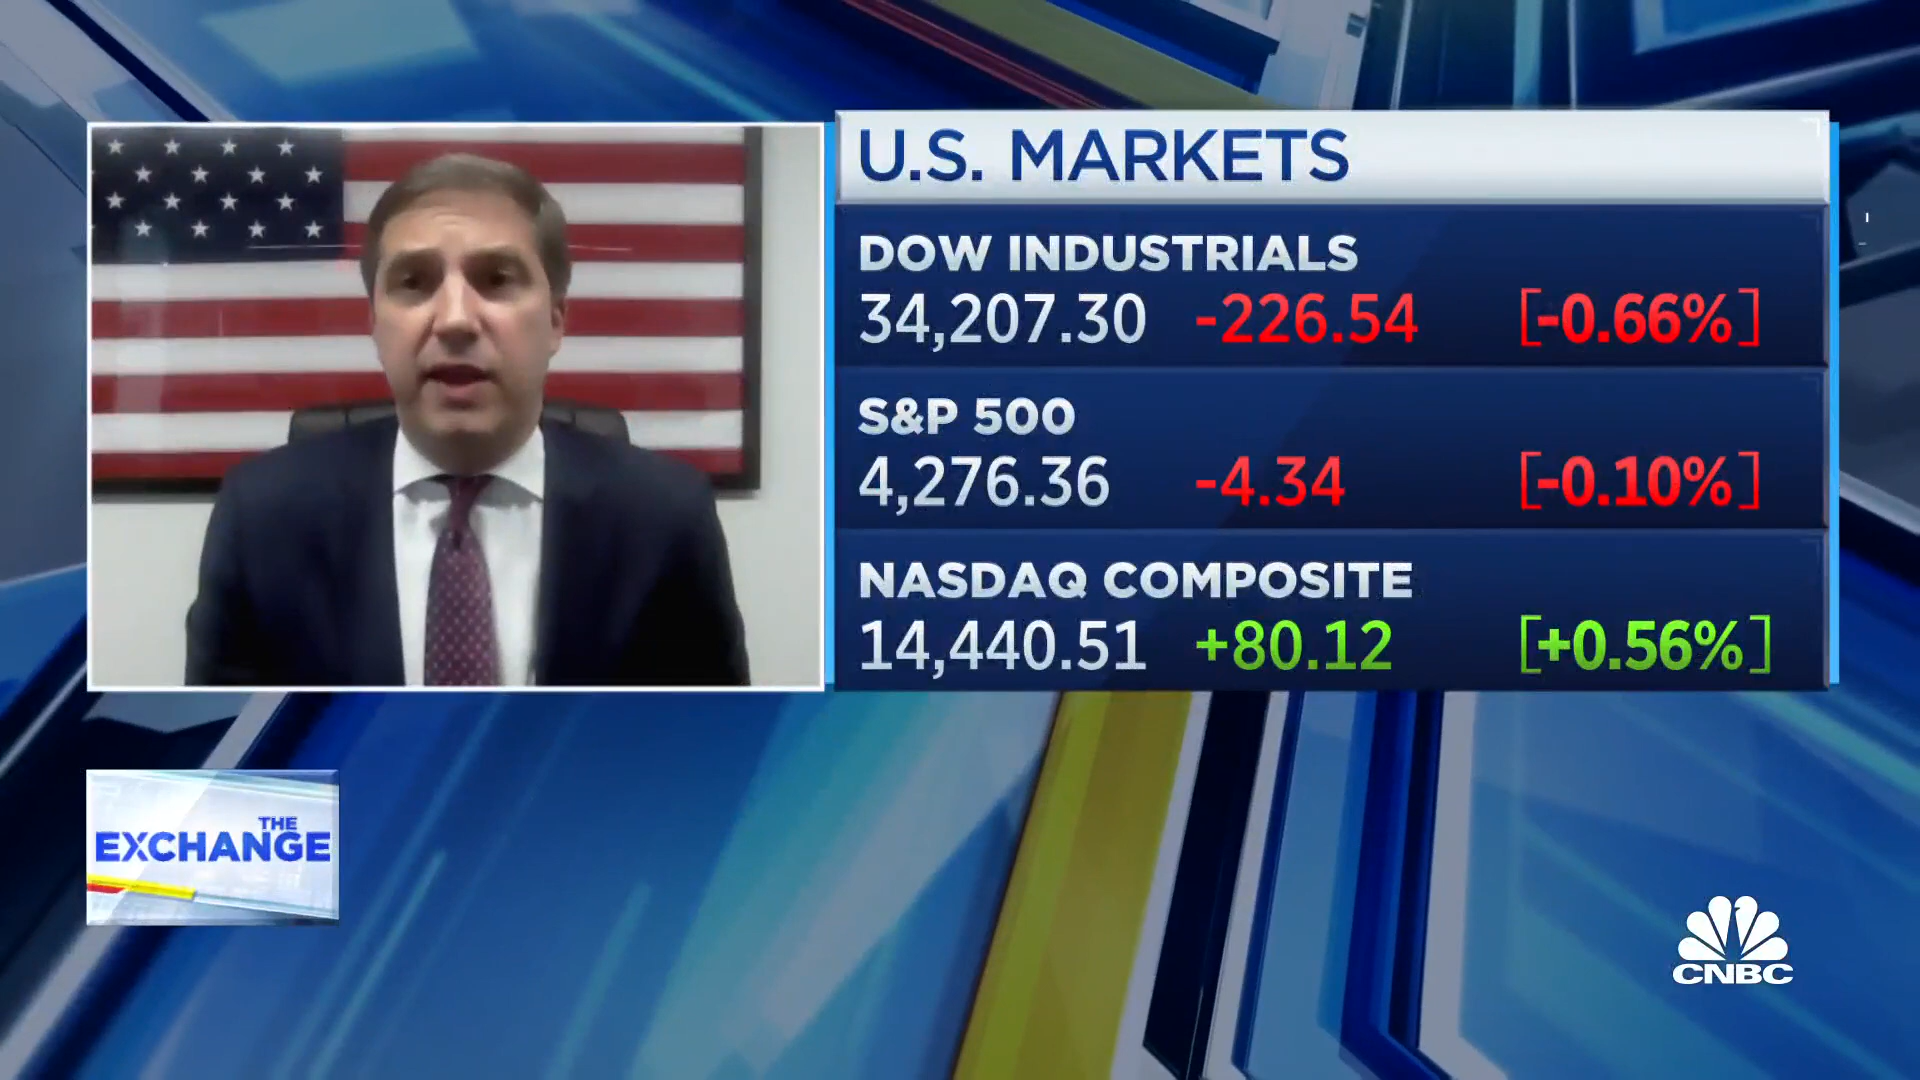 U.S. MARKETS
DOW INDUSTRIALS
34,207.30 -226.54 [-0.66%]
S&P 500
4,276.36 -4.34 [-0.10%]
NASDAQ COMPOSITE
14,440.51 +80.12 [+0.56%]
THE
EXCHANGE
CNBC